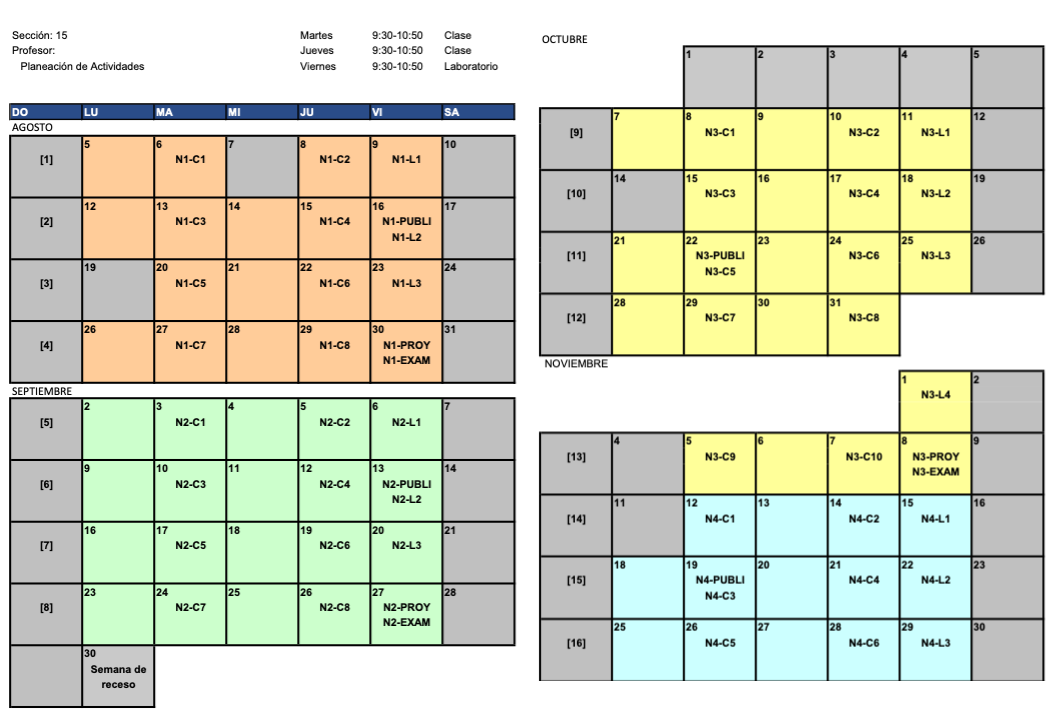 Sección: 15 Martes 9:30-10:50 Clase
Profesor: Jueves 9:30-10:50 Clase
Planeación de Actividades Viernes 9:30-10:50 Laboratorio
DO LU MA MI JU VI SA
AGOSTO
5 6 7 8 9 10
[1] N1-C1 N1-C2 N1-L1
12 13 14 15 16 17
[2] N1-C3 N1-C4 N1-PUBLI
N1-L2
19 20 21 22 23 24
[3] N1-C5 N1-C6 N1-L3
26 27 28 29 30 31
[4] N1-C7 N1-C8 N1-PROY
N1-EXAM
SEPTIEMBRE
2 3 4 5 6 7
[5] N2-C1 N2-C2 N2-L1
9 10 11 12 13 14
[6] N2-C3 N2-C4 N2-PUBLI
N2-L2
16 17 18 19 20 21
[7] N2-C5 N2-C6 N2-L3
23 24 25 26 27 28
[8] N2-C7 N2-C8 N2-PROY
N2-EXAM
30
Semana de
receso
OCTUBRE
1 2 3 4 5
7 8 9 10 11 12
[9] N3-C1 N3-C2 N3-L1
14 15 16 17 18 19
[10] N3-C3 N3-C4 N3-L2
21 22 23 24 25 26
[11] N3-PUBLI N3-C6 N3-L3
N3-C5
28 29 30 31
[12] N3-C7 N3-C8
NOVIEMBRE
1 2
N3-L4
4 5 6 7 8 9
[13] N3-C9 N3-C10 N3-PROY
N3-EXAM
11 12 13 14 15 16
[14] N4-C1 N4-C2 N4-L1
18 19 20 21 22 23
[15] N4-PUBLI N4-C4 N4-L2
N4-C3
25 26 27 28 29 30
[16] N4-C5 N4-C6 N4-L3